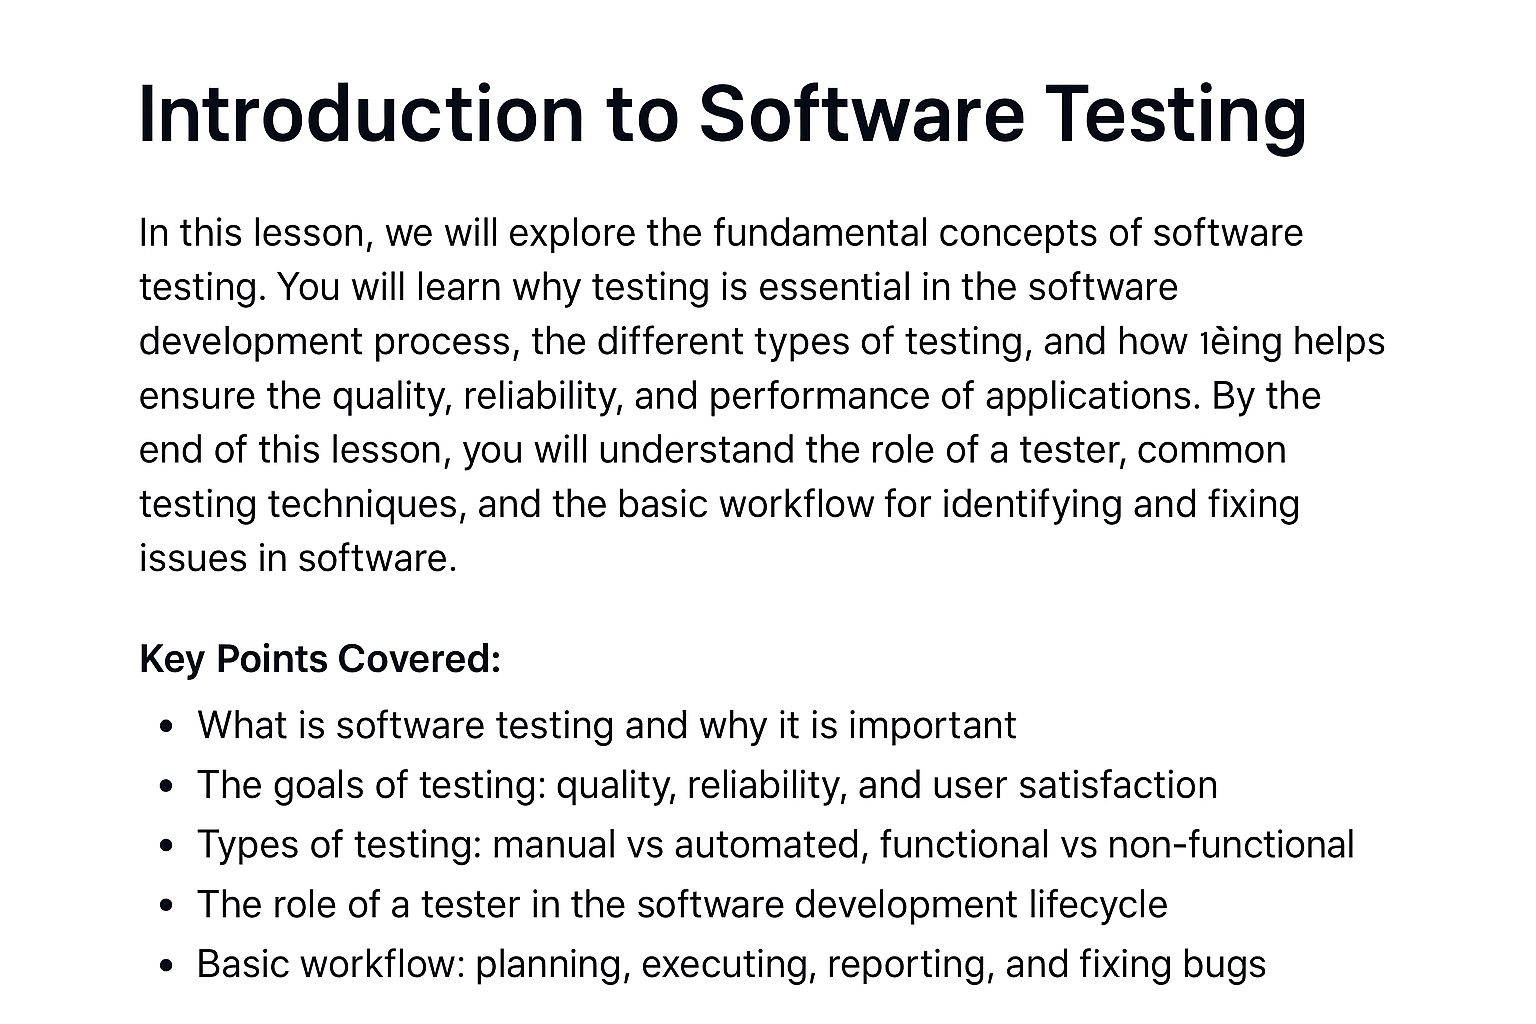 Introduction to Software Testing
In this lesson, we will explore the fundamental concepts of software
testing. You will learn why testing is essential in the software
development process, the different types of testing, and how helps
ensure the quality, reliability, and performance of applications. By the
end of this lesson, you will understand the role of a tester, common
testing techniques, and the basic workflow for identifying and fixing
issues in software.
Key Points Covered:
• What is software testing and why it is important
• The goals of testing: quality, reliability, and user satisfaction
• Types of testing: manual vs automated, functional vs non-functional
• The role of a tester in the software development lifecycle
• Basic workflow: planning, executing, reporting, and fixing bugs